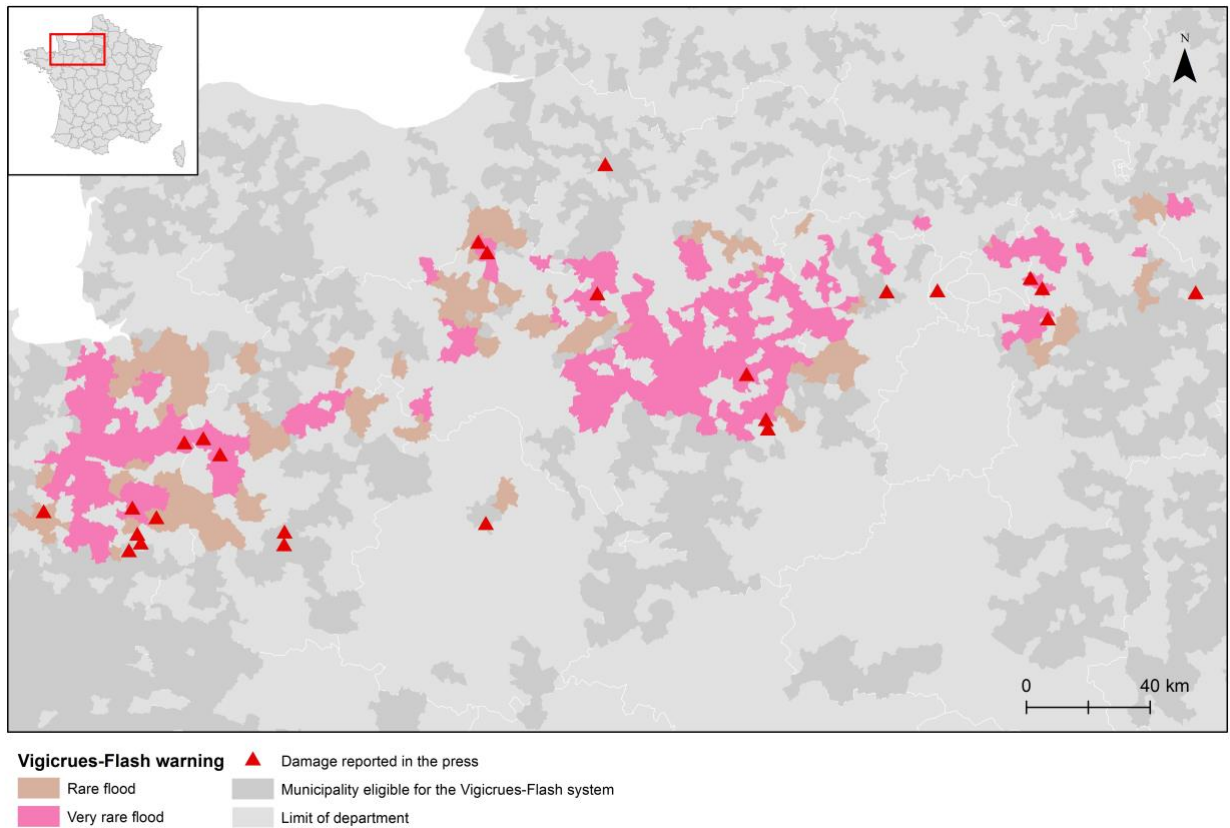 N
0 40 km
Vigicrues-Flash warning
Rare flood
Very rare flood
Damage reported in the press
Municipality eligible for the Vigicrues-Flash system
Limit of department